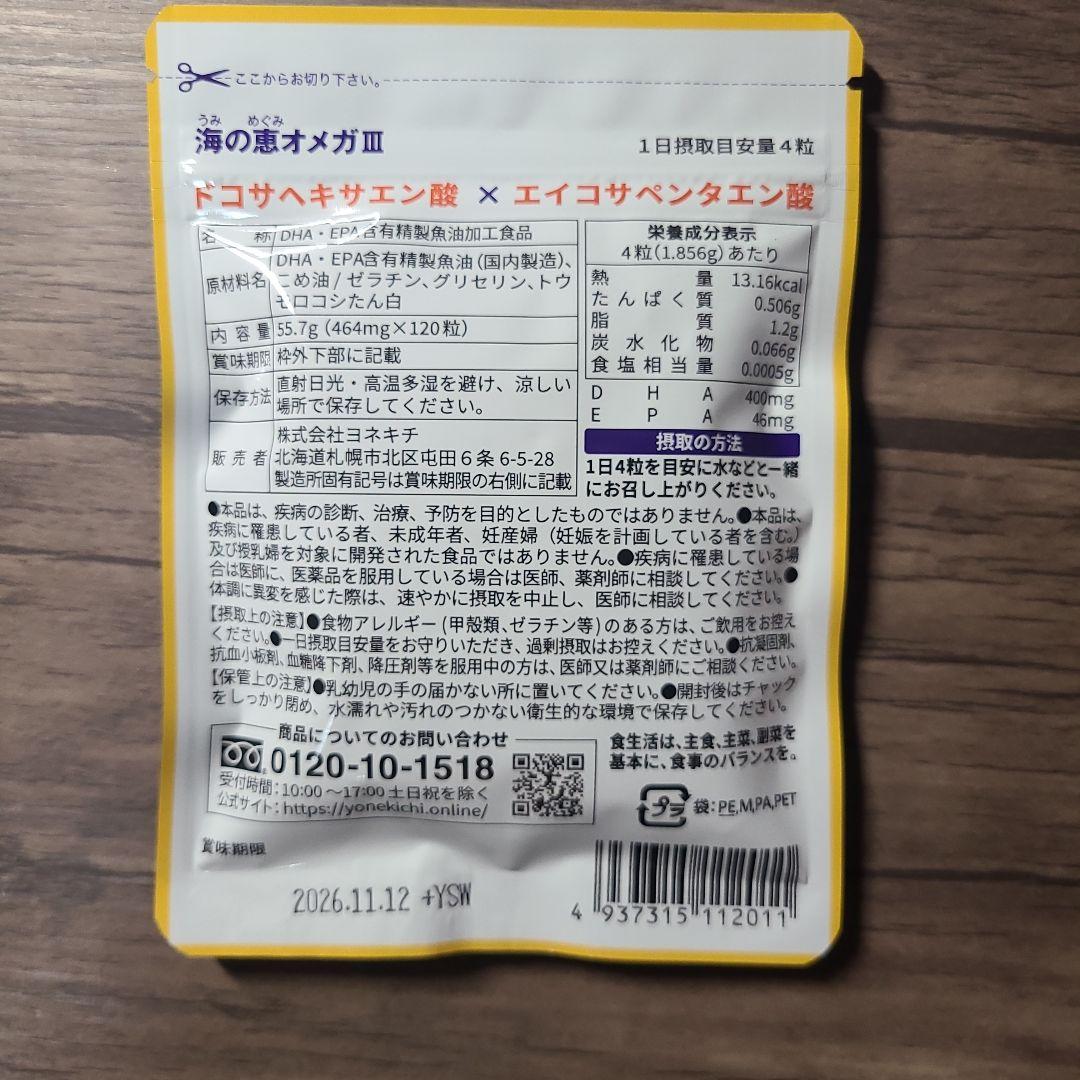 ここからお切り下さい。
うみ めぐみ
海の恵オメガⅢ
1日摂取目安量4粒
ドコサヘキサエン酸 × エイコサペンタエン酸
名称 DHA・EPA含有精製魚油加工食品
原材料名 DHA・EPA含有精製魚油(国内製造)、
こめ油/ゼラチン、グリセリン、トウ
モロコシたん白
内容量 55.7g(464mg×120粒)
賞味期限 枠外下部に記載
保存方法 直射日光・高温多湿を避け、涼しい
場所で保存してください。
販売者 株式会社ヨネキチ
北海道札幌市北区屯田6条6-5-28
製造所固有記号は賞味期限の右側に記載
栄養成分表示
4粒(1.856g)あたり
熱量 13.16kcal
たんぱく質 0.506g
脂質 1.2g
炭水化物 0.066g
食塩相当量 0.0005g
DHA 400mg
EPA 46mg
摂取の方法
1日4粒を目安に水などと一緒
にお召し上がりください。
●本品は、疾病の診断、治療、予防を目的としたものではありません。●本品は、
疾病に罹患している者、未成年者、妊産婦(妊娠を計画している者を含む。)
及び授乳婦を対象に開発された食品ではありません。●疾病に罹患している場
合は医師に、医薬品を服用している場合は医師、薬剤師に相談してください。●
体調に異変を感じた際は、速やかに摂取を中止し、医師に相談してください。
【摂取上の注意】●食物アレルギー(甲殻類、ゼラチン等)のある方は、ご飲用をお控え
ください。●一日摂取目安量をお守りいただき、過剰摂取はお控えください。●抗凝固剤、
抗血小板剤、血糖降下剤、降圧剤等を服用中の方は、医師又は薬剤師にご相談ください。
【保管上の注意】●乳幼児の手の届かない所に置いてください。●開封後はチャック
をしっかり閉め、水濡れや汚れのつかない衛生的な環境で保存してください。
商品についてのお問い合わせ
0120-10-1518
受付時間:10:00〜17:00 土日祝を除く
公式サイト:https://yonekichi.online/
食生活は、主食、主菜、副菜を
基本に、食事のバランスを。
プラ 袋:PE,M,PA,PET
賞味期限
2026.11.12 +YSW
4 937315 112011